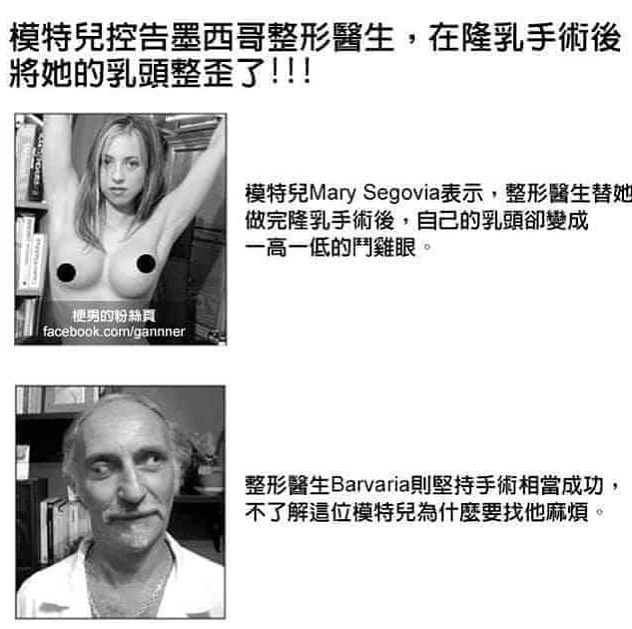 模特兒控告墨西哥整形醫生，在隆乳手術後
將她的乳頭整歪了!!!
模特兒Mary Segovia表示，整形醫生替她
做完隆乳手術後，自己的乳頭卻變成
一高一低的鬥雞眼。
梗男的粉絲頁
facebook.com/gannner
整形醫生Barvaria則堅持手術相當成功，
不了解這位模特兒為什麼要找他麻煩。